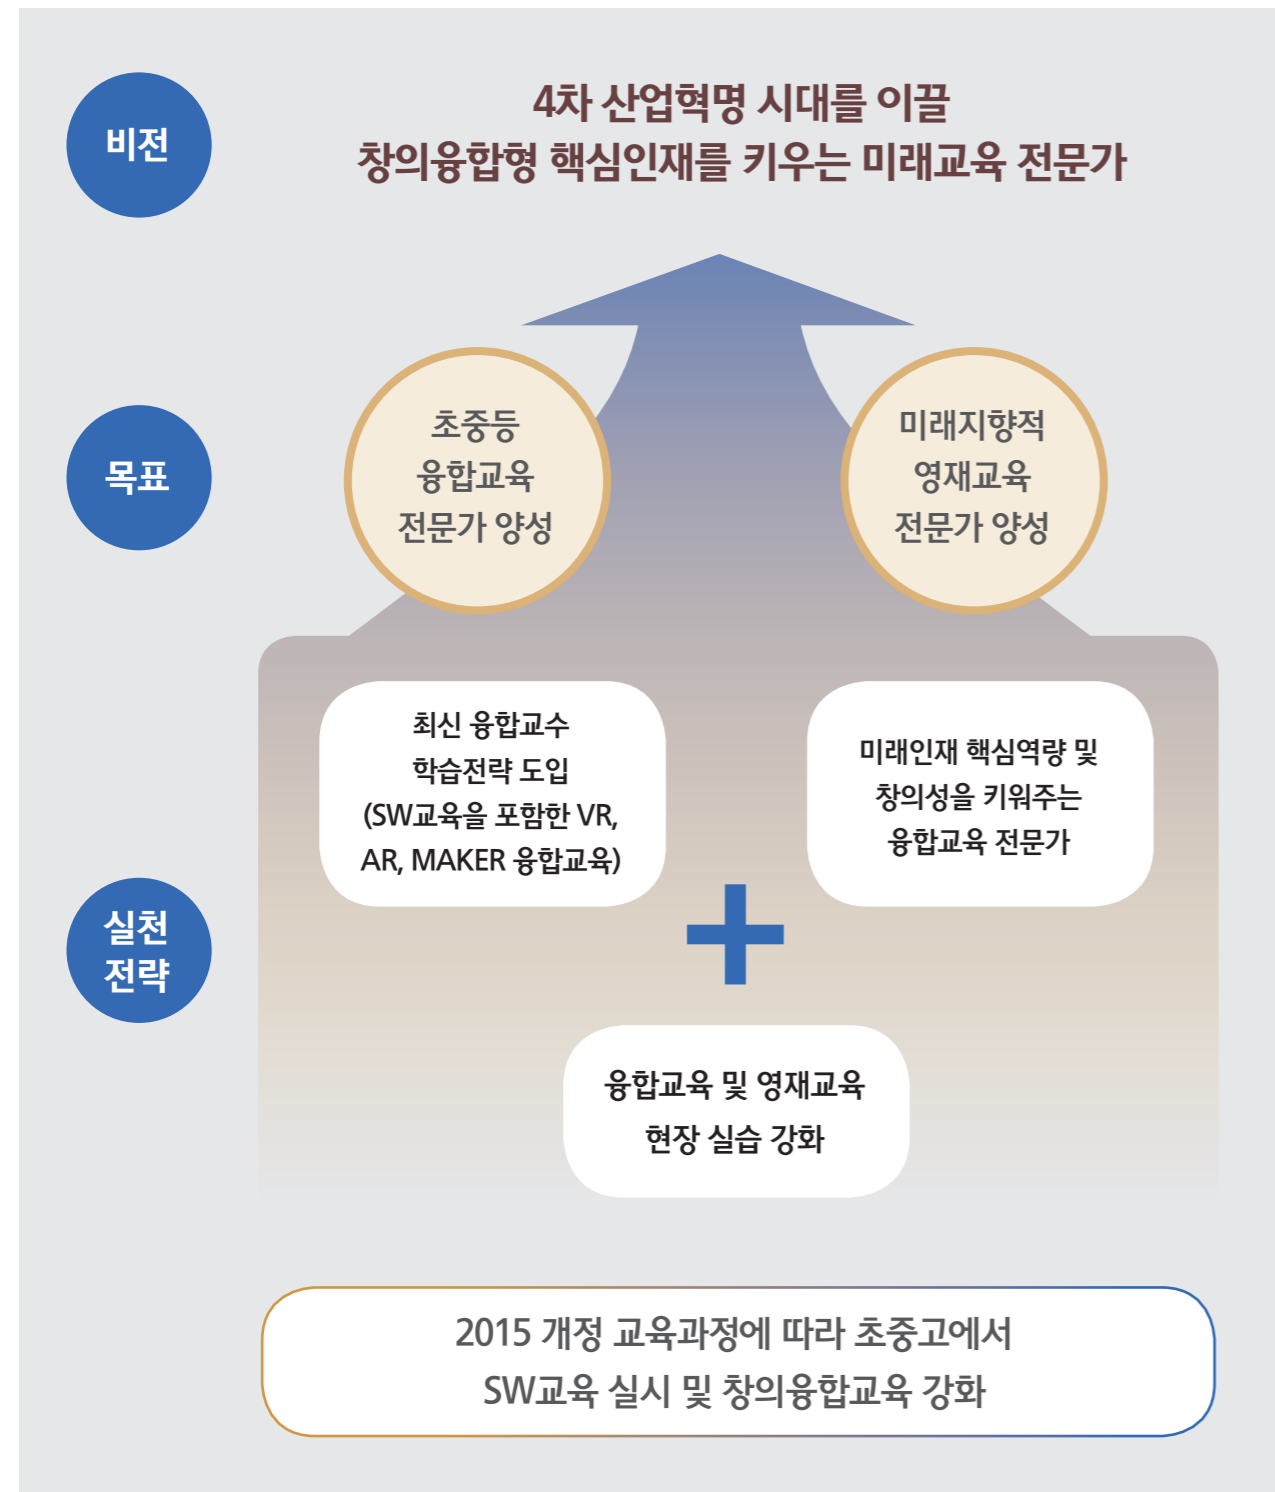 비전
4차 산업혁명 시대를 이끌
창의융합형 핵심인재를 키우는 미래교육 전문가
목표
초중등
융합교육
전문가 양성
미래지향적
영재교육
전문가 양성
실천
전략
최신 융합교수
학습전략 도입
(SW교육을 포함한 VR,
AR, MAKER 융합교육)
미래인재 핵심역량 및
창의성을 키워주는
융합교육 전문가
융합교육 및 영재교육
현장 실습 강화
2015 개정 교육과정에 따라 초중고에서
SW교육 실시 및 창의융합교육 강화